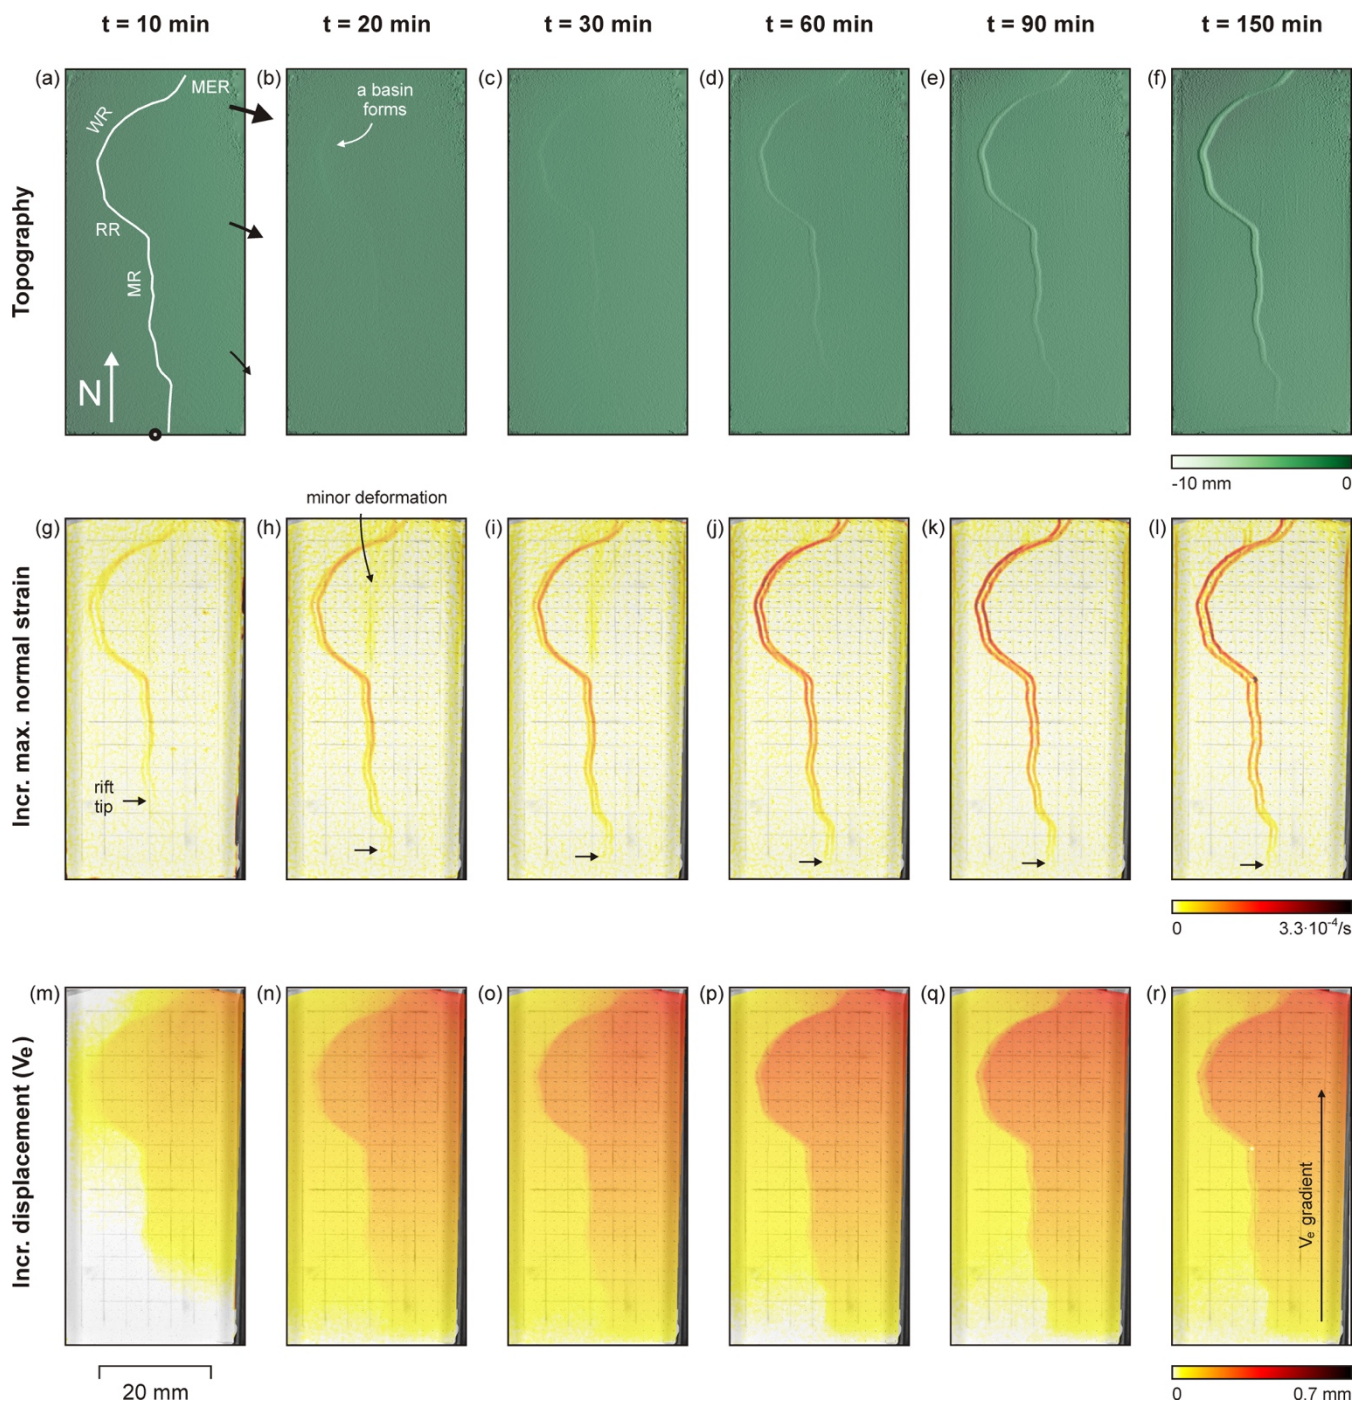 t = 10 min
t = 20 min
t = 30 min
t = 60 min
t = 90 min
t = 150 min
Topography
(a)
MER
WR
RR
MR
N
(b)
a basin
forms
(c)
(d)
(e)
(f)
-10 mm
0
Incr. max. normal strain
minor deformation
(g)
rift
tip
(h)
(i)
(j)
(k)
(l)
0
3.3·10⁻⁴/s
Incr. displacement (Ve)
(m)
(n)
(o)
(p)
(q)
(r)
Ve gradient
20 mm
0
0.7 mm